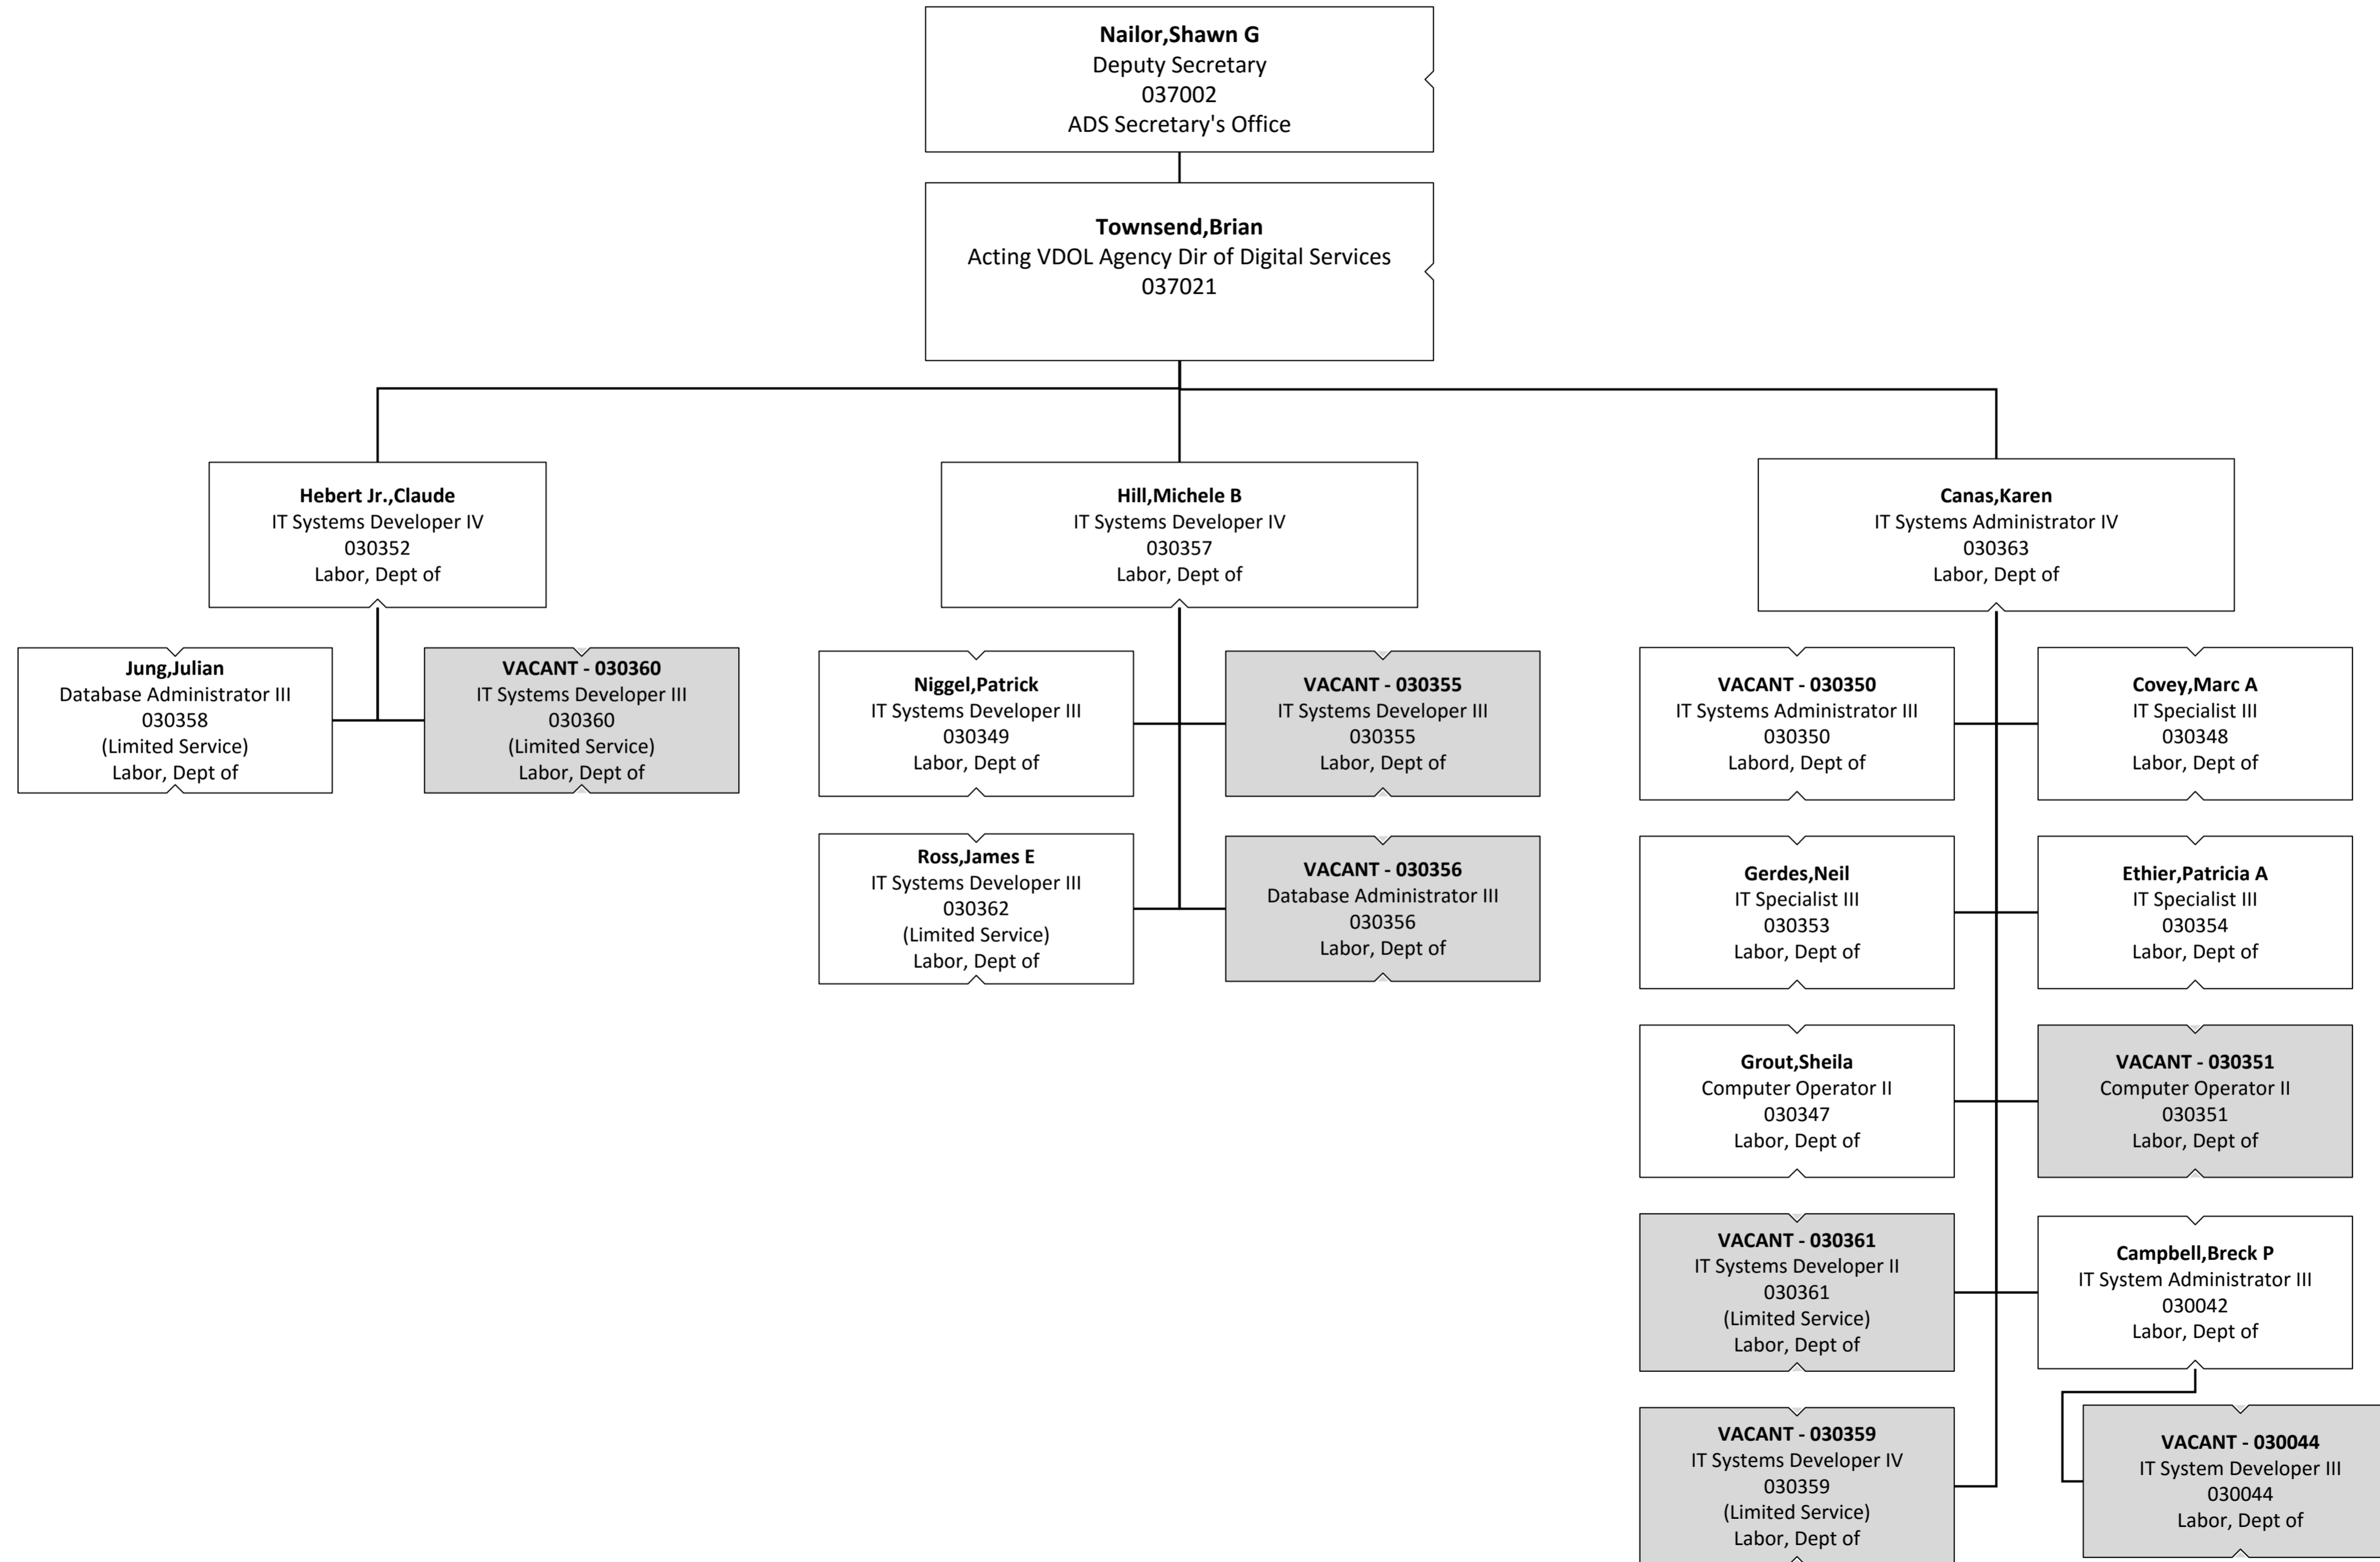 Nailor,Shawn G
Deputy Secretary
037002
ADS Secretary's Office
Townsend,Brian
Acting VDOL Agency Dir of Digital Services
037021
Hebert Jr.,Claude
IT Systems Developer IV
030352
Labor, Dept of
Hill,Michele B
IT Systems Developer IV
030357
Labor, Dept of
Canas,Karen
IT Systems Administrator IV
030363
Labor, Dept of
Jung,Julian
Database Administrator III
030358
(Limited Service)
Labor, Dept of
VACANT - 030360
IT Systems Developer III
030360
(Limited Service)
Labor, Dept of
Niggel,Patrick
IT Systems Developer III
030349
Labor, Dept of
VACANT - 030355
IT Systems Developer III
030355
Labor, Dept of
VACANT - 030350
IT Systems Administrator III
030350
Labord, Dept of
Covey,Marc A
IT Specialist III
030348
Labor, Dept of
Ross,James E
IT Systems Developer III
030362
(Limited Service)
Labor, Dept of
VACANT - 030356
Database Administrator III
030356
Labor, Dept of
Gerdes,Neil
IT Specialist III
030353
Labor, Dept of
Ethier,Patricia A
IT Specialist III
030354
Labor, Dept of
Grout,Sheila
Computer Operator II
030347
Labor, Dept of
VACANT - 030351
Computer Operator II
030351
Labor, Dept of
VACANT - 030361
IT Systems Developer II
030361
(Limited Service)
Labor, Dept of
Campbell,Breck P
IT System Administrator III
030042
Labor, Dept of
VACANT - 030359
IT Systems Developer IV
030359
(Limited Service)
Labor, Dept of
VACANT - 030044
IT System Developer III
030044
Labor, Dept of